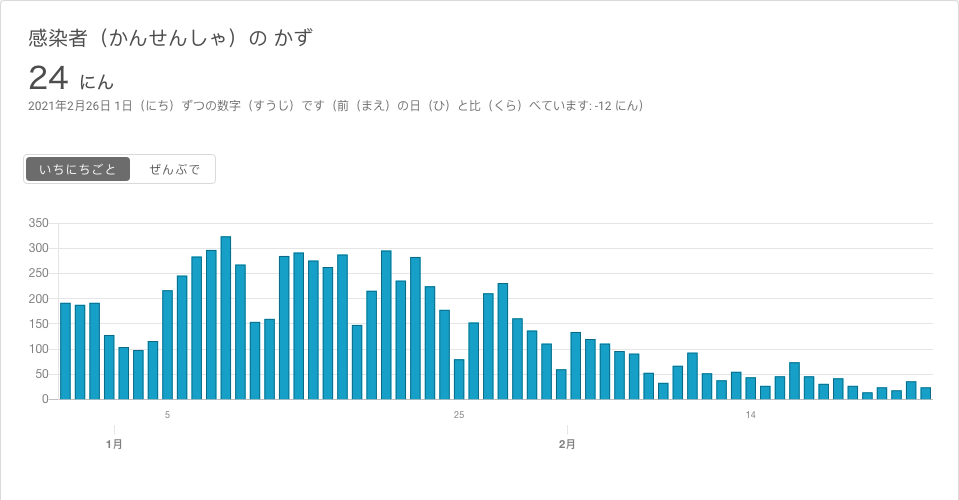 感染者（かんせんしゃ）の かず
24 にん
2021年2月26日 1日（にち）ずつの数字（すうじ）です（前（まえ）の日（ひ）と比（くら）べています: -12 にん）
いちにちごと ぜんぶで
350
300
250
200
150
100
50
0
5 25 14
1月 2月